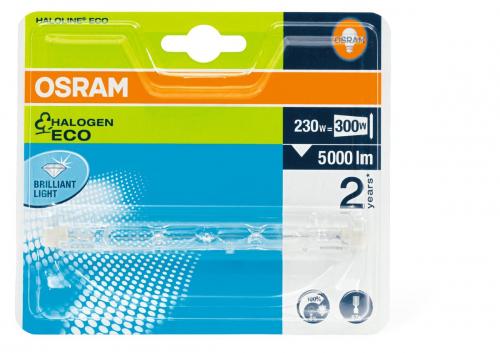 HALOLINE® ECO
OSRAM
HALOGEN
ECO
230W=300W
5000 lm
BRILLIANT
LIGHT
2 years*
100%